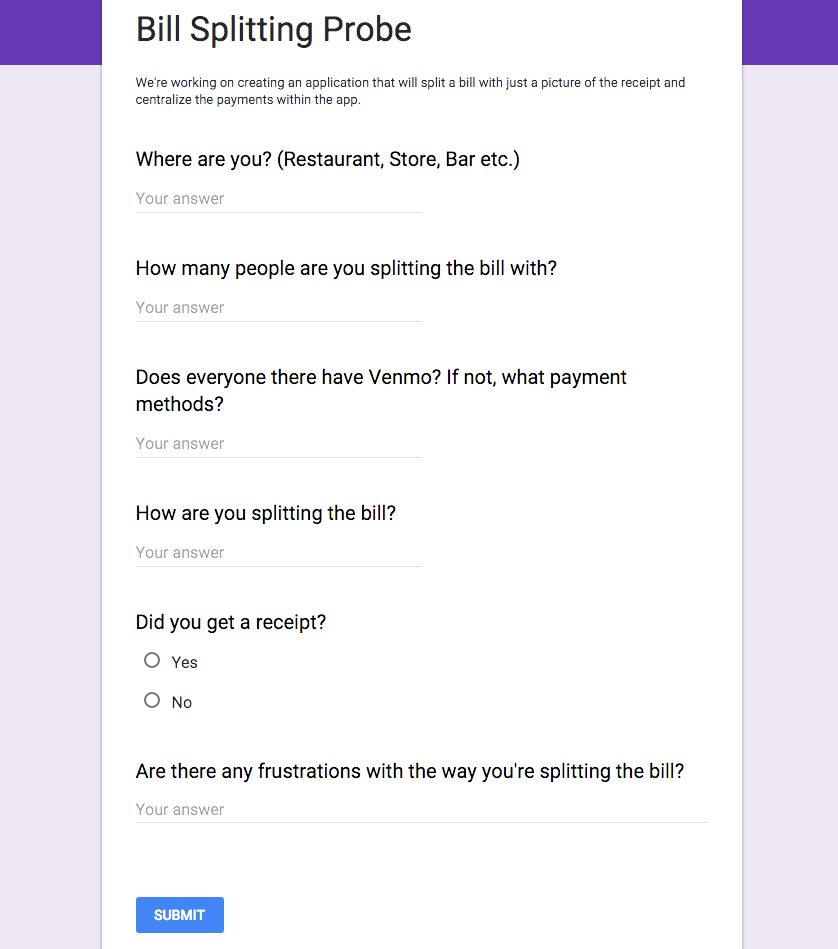 Bill Splitting Probe
We're working on creating an application that will split a bill with just a picture of the receipt and
centralize the payments within the app.
Where are you? (Restaurant, Store, Bar etc.)
Your answer
How many people are you splitting the bill with?
Your answer
Does everyone there have Venmo? If not, what payment
methods?
Your answer
How are you splitting the bill?
Your answer
Did you get a receipt?
Yes
No
Are there any frustrations with the way you're splitting the bill?
Your answer
SUBMIT